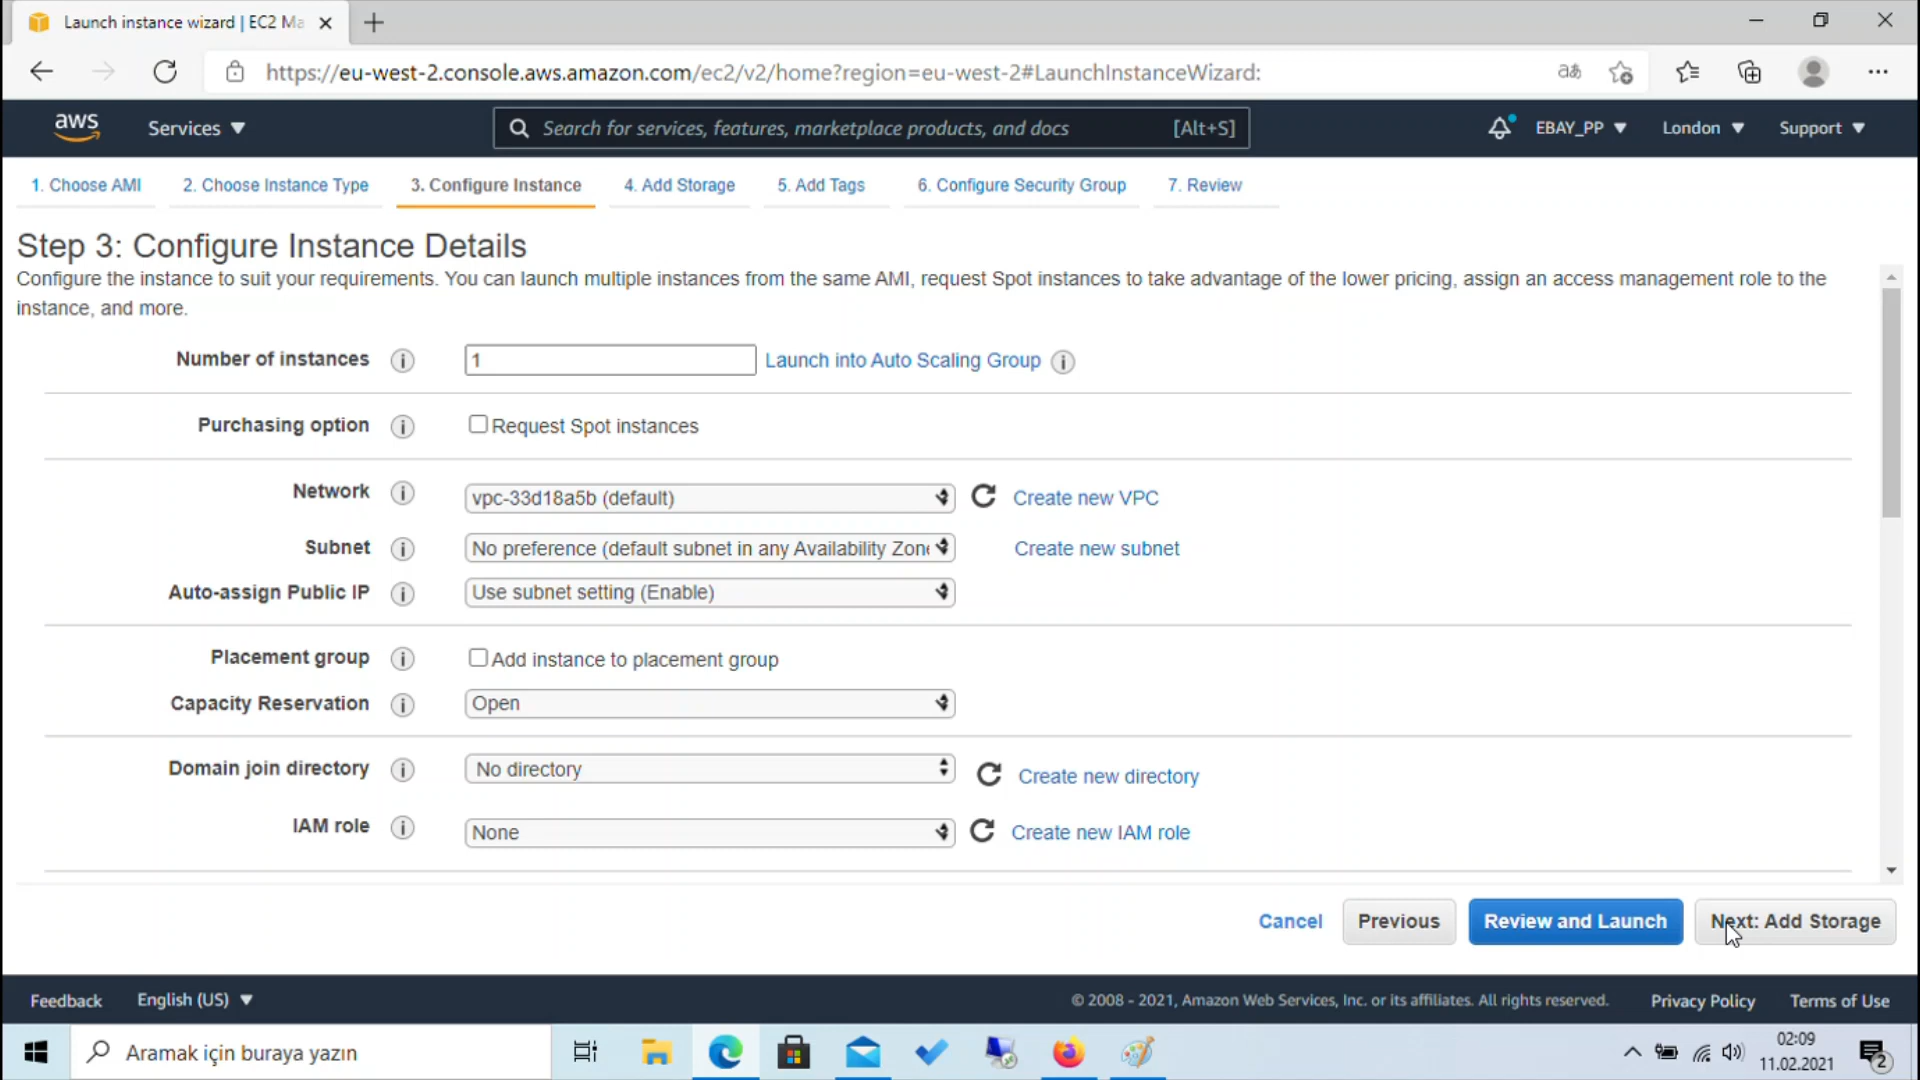 Launch instance wizard | EC2 Ma
https://eu-west-2.console.aws.amazon.com/ec2/v2/home?region=eu-west-2#LaunchInstanceWizard:
aあ
aws
Services
Search for services, features, marketplace products, and docs
[Alt+S]
EBAY_PP
London
Support
1. Choose AMI
2. Choose Instance Type
3. Configure Instance
4. Add Storage
5. Add Tags
6. Configure Security Group
7. Review
Step 3: Configure Instance Details
Configure the instance to suit your requirements. You can launch multiple instances from the same AMI, request Spot instances to take advantage of the lower pricing, assign an access management role to the
instance, and more.
Number of instances
1
Launch into Auto Scaling Group
Purchasing option
Request Spot instances
Network
vpc-33d18a5b (default)
Create new VPC
Subnet
No preference (default subnet in any Availability Zone
Create new subnet
Auto-assign Public IP
Use subnet setting (Enable)
Placement group
Add instance to placement group
Capacity Reservation
Open
Domain join directory
No directory
Create new directory
IAM role
None
Create new IAM role
Cancel
Previous
Review and Launch
Next: Add Storage
Feedback
English (US)
© 2008 - 2021, Amazon Web Services, Inc. or its affiliates. All rights reserved.
Privacy Policy
Terms of Use
Aramak için buraya yazın
02:09
11.02.2021
2